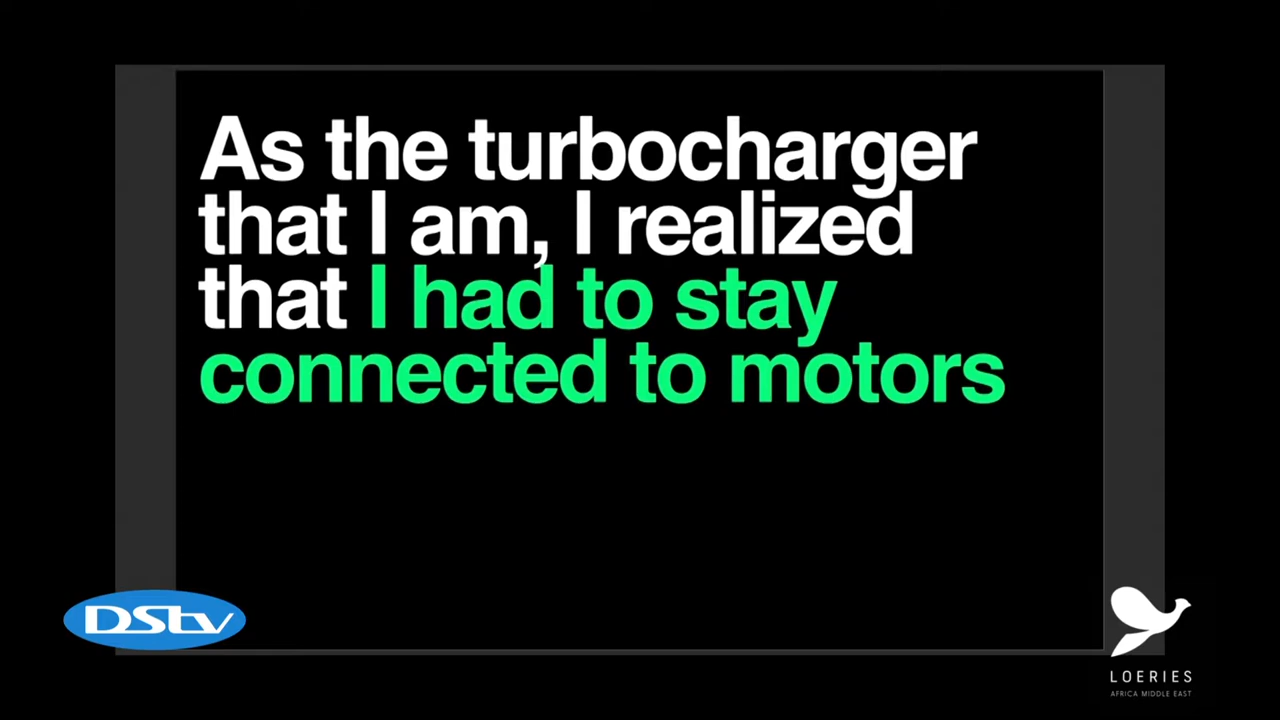 As the turbocharger
that I am, I realized
that I had to stay
connected to motors
DStv
LOERIES
AFRICA MIDDLE EAST